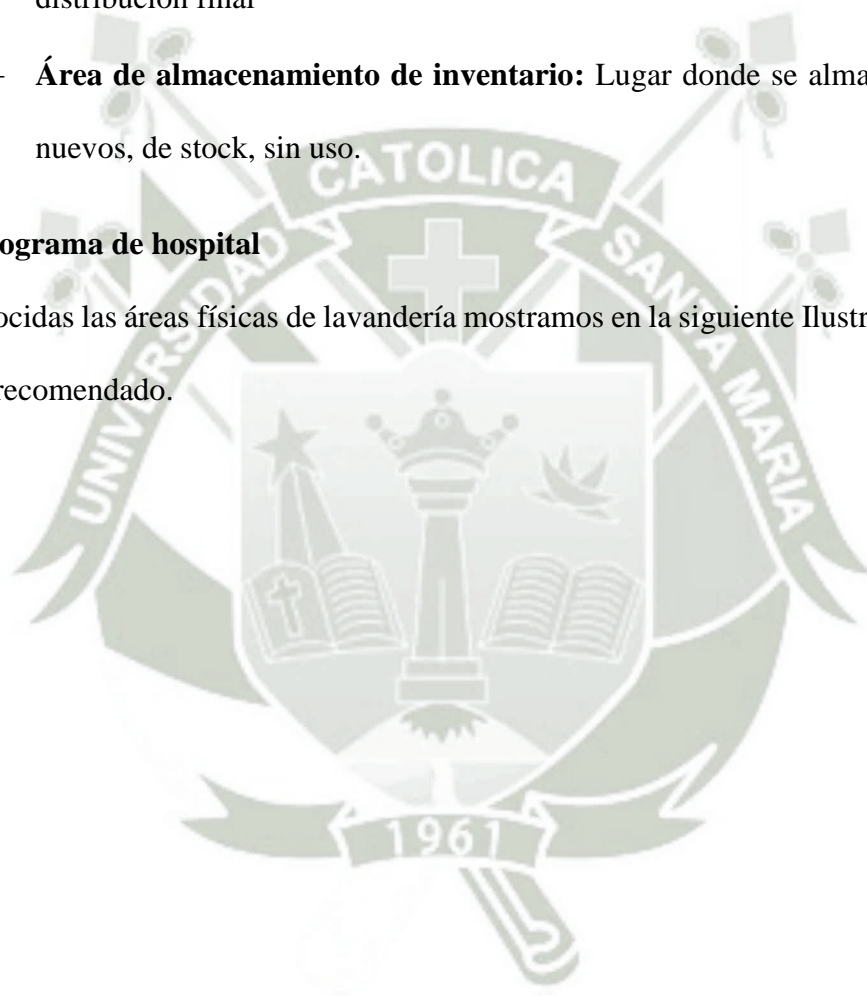 distribución final
- Área de almacenamiento de inventario: Lugar donde se alma
nuevos, de stock, sin uso.
ograma de hospital
ocidas las áreas físicas de lavandería mostramos en la siguiente Ilustr
recomendado.
UNIVERSIDAD CATOLICA SANTA MARIA
1961